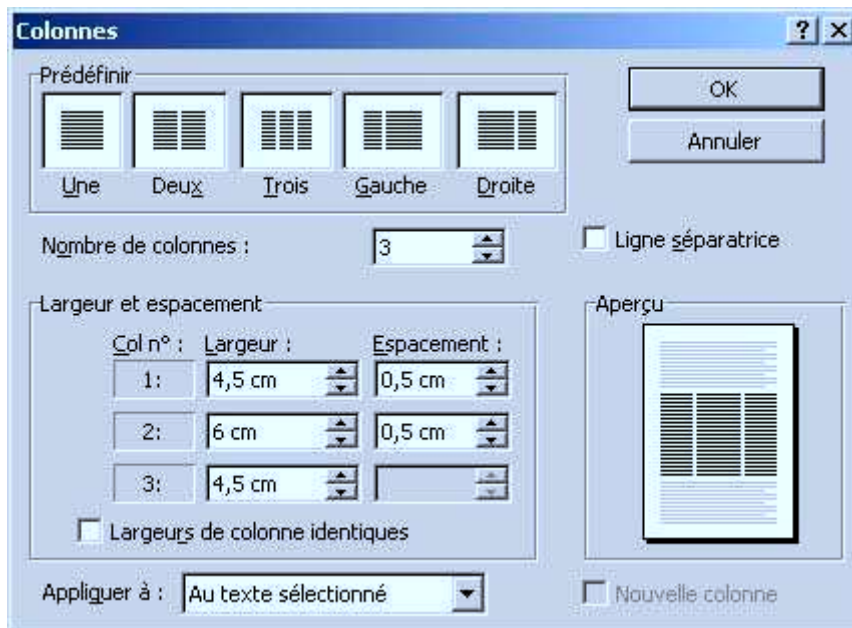 Colonnes
Prédéfinir
Une Deux Trois Gauche Droite
OK
Annuler
Nombre de colonnes : 3
Ligne séparatrice
Largeur et espacement
Col n° : Largeur : Espacement :
1: 4,5 cm 0,5 cm
2: 6 cm 0,5 cm
3: 4,5 cm
Largeurs de colonne identiques
Aperçu
Appliquer à : Au texte sélectionné
Nouvelle colonne